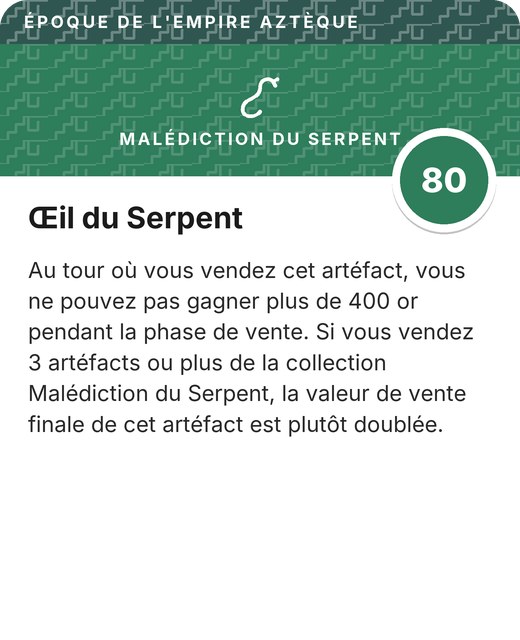 ÉPOQUE DE L'EMPIRE AZTÈQUE
MALÉDICTION DU SERPENT
80
Œil du Serpent
Au tour où vous vendez cet artéfact, vous
ne pouvez pas gagner plus de 400 or
pendant la phase de vente. Si vous vendez
3 artéfacts ou plus de la collection
Malédiction du Serpent, la valeur de vente
finale de cet artéfact est plutôt doublée.